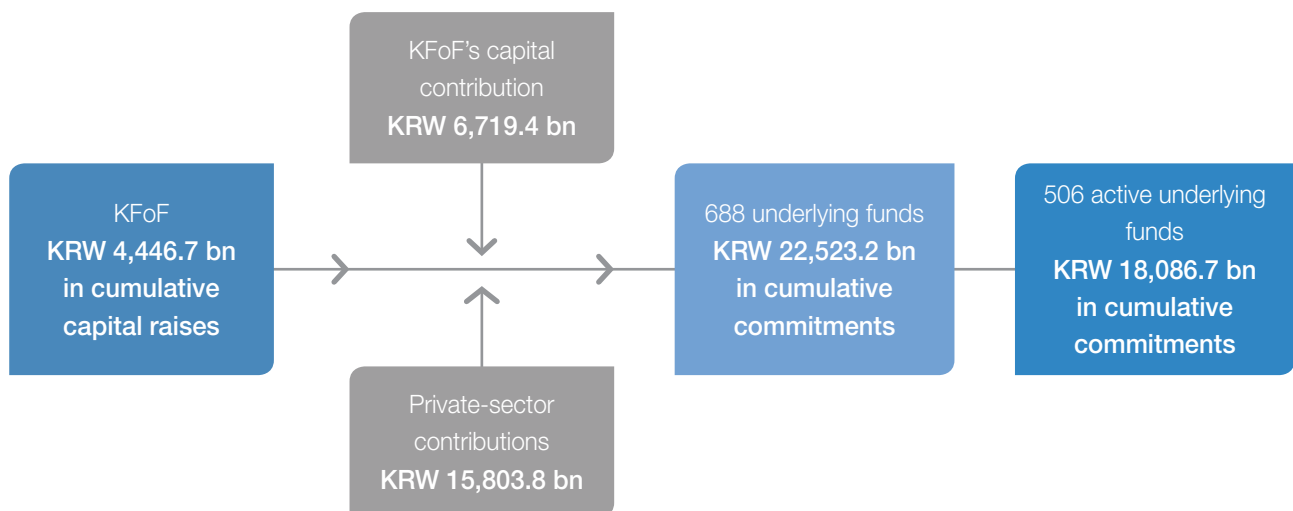 KFoF's capital
contribution
KRW 6,719.4 bn
KFoF
KRW 4,446.7 bn
in cumulative
capital raises
688 underlying funds
KRW 22,523.2 bn
in cumulative
commitments
506 active underlying
funds
KRW 18,086.7 bn
in cumulative
commitments
Private-sector
contributions
KRW 15,803.8 bn